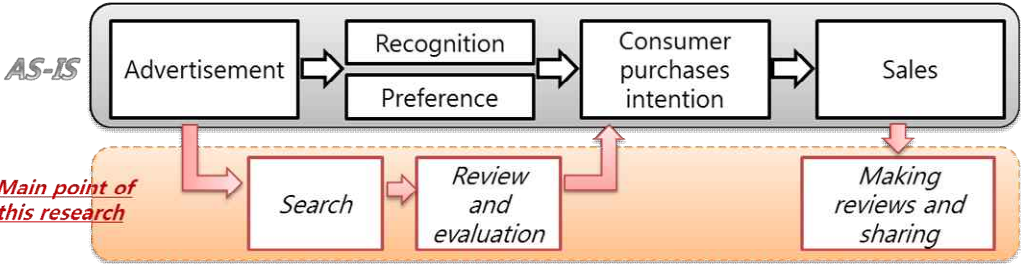 AS-IS
Advertisement
Recognition
Preference
Consumer
purchases
intention
Sales
Main point of
this research
Search
Review
and
evaluation
Making
reviews and
sharing